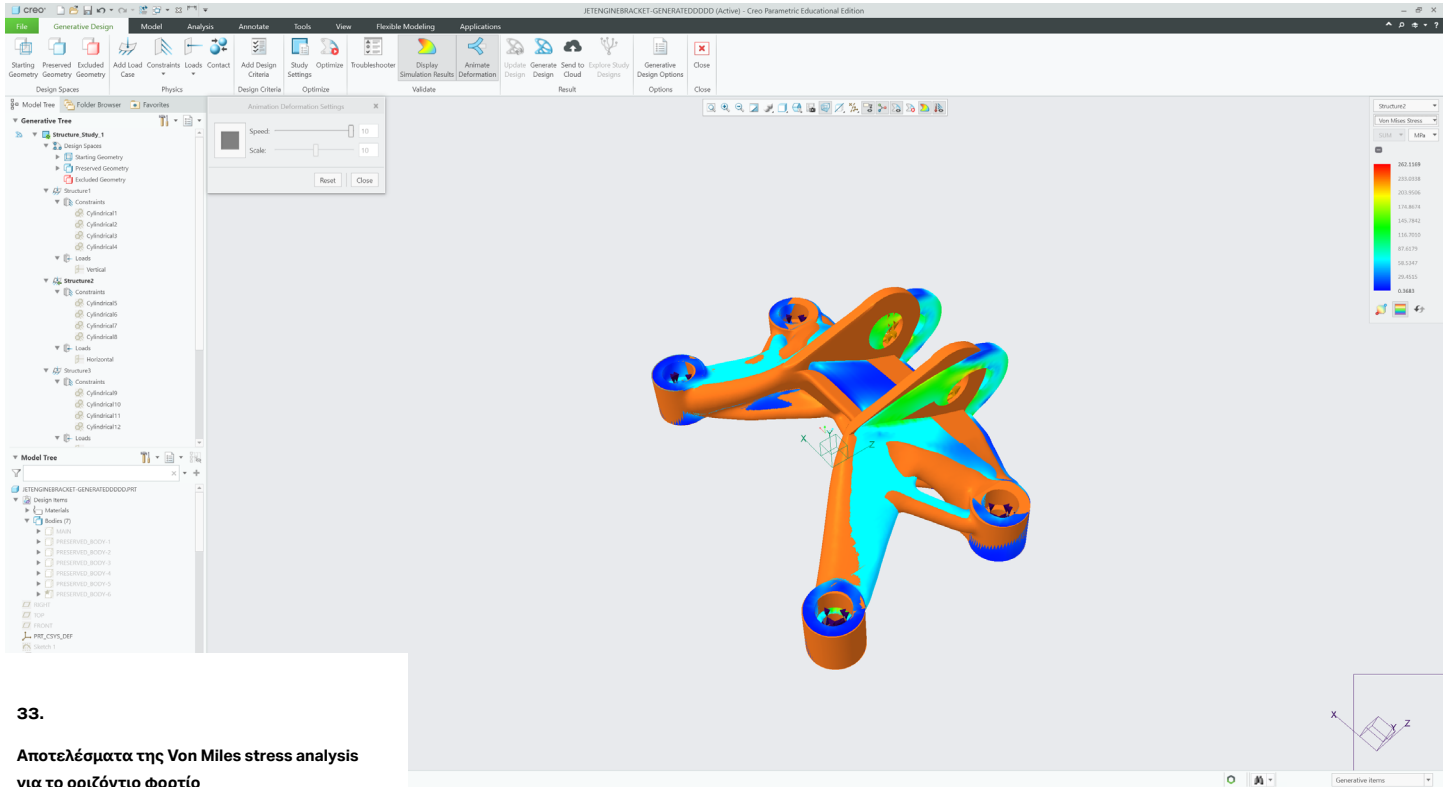 creo
JETENGINEBRACKET-GENERATEDDDDD (Active) - Creo Parametric Educational Edition
File Generative Design Model Analysis Annotate Tools View Flexible Modeling Applications
Starting Geometry Preserved Geometry Excluded Geometry Add Load Case Constraints Loads Contact Add Design Criteria Study Settings Optimize Troubleshooter Display Simulation Results Animate Deformation Update Design Generate Design Send to Cloud Explore Study Designs Generative Design Options Close
Design Spaces Physics Design Criteria Optimize Validate Result Options Close
Model Tree Folder Browser Favorites
Generative Tree
Structure_Study_1
Design Spaces
Starting Geometry
Preserved Geometry
Excluded Geometry
Structure1
Constraints
Cylindrical1
Cylindrical2
Cylindrical3
Cylindrical4
Loads
Vertical
Structure2
Constraints
Cylindrical5
Cylindrical6
Cylindrical7
Cylindrical8
Loads
Horizontal
Structure3
Constraints
Cylindrical9
Cylindrical10
Cylindrical11
Cylindrical12
Loads
Model Tree
JETENGINEBRACKET-GENERATEDDDDD.PRT
Design Items
Materials
Bodies (7)
MAIN
PRESERVED_BODY-1
PRESERVED_BODY-2
PRESERVED_BODY-3
PRESERVED_BODY-4
PRESERVED_BODY-5
PRESERVED_BODY-6
RIGHT
TOP
FRONT
PRT_CSYS_DEF
Sketch 1
Animation Deformation Settings
Speed: 10
Scale: 10
Reset Close
Structure2
Von Mises Stress
SUM MPa
262.1169
233.0338
203.9506
174.8674
145.7842
116.7010
87.6179
58.5347
29.4515
0.3683
X Y Z
X Y Z
Generative items
33.
Αποτελέσματα της Von Miles stress analysis
για το οριζόντιο φορτίο